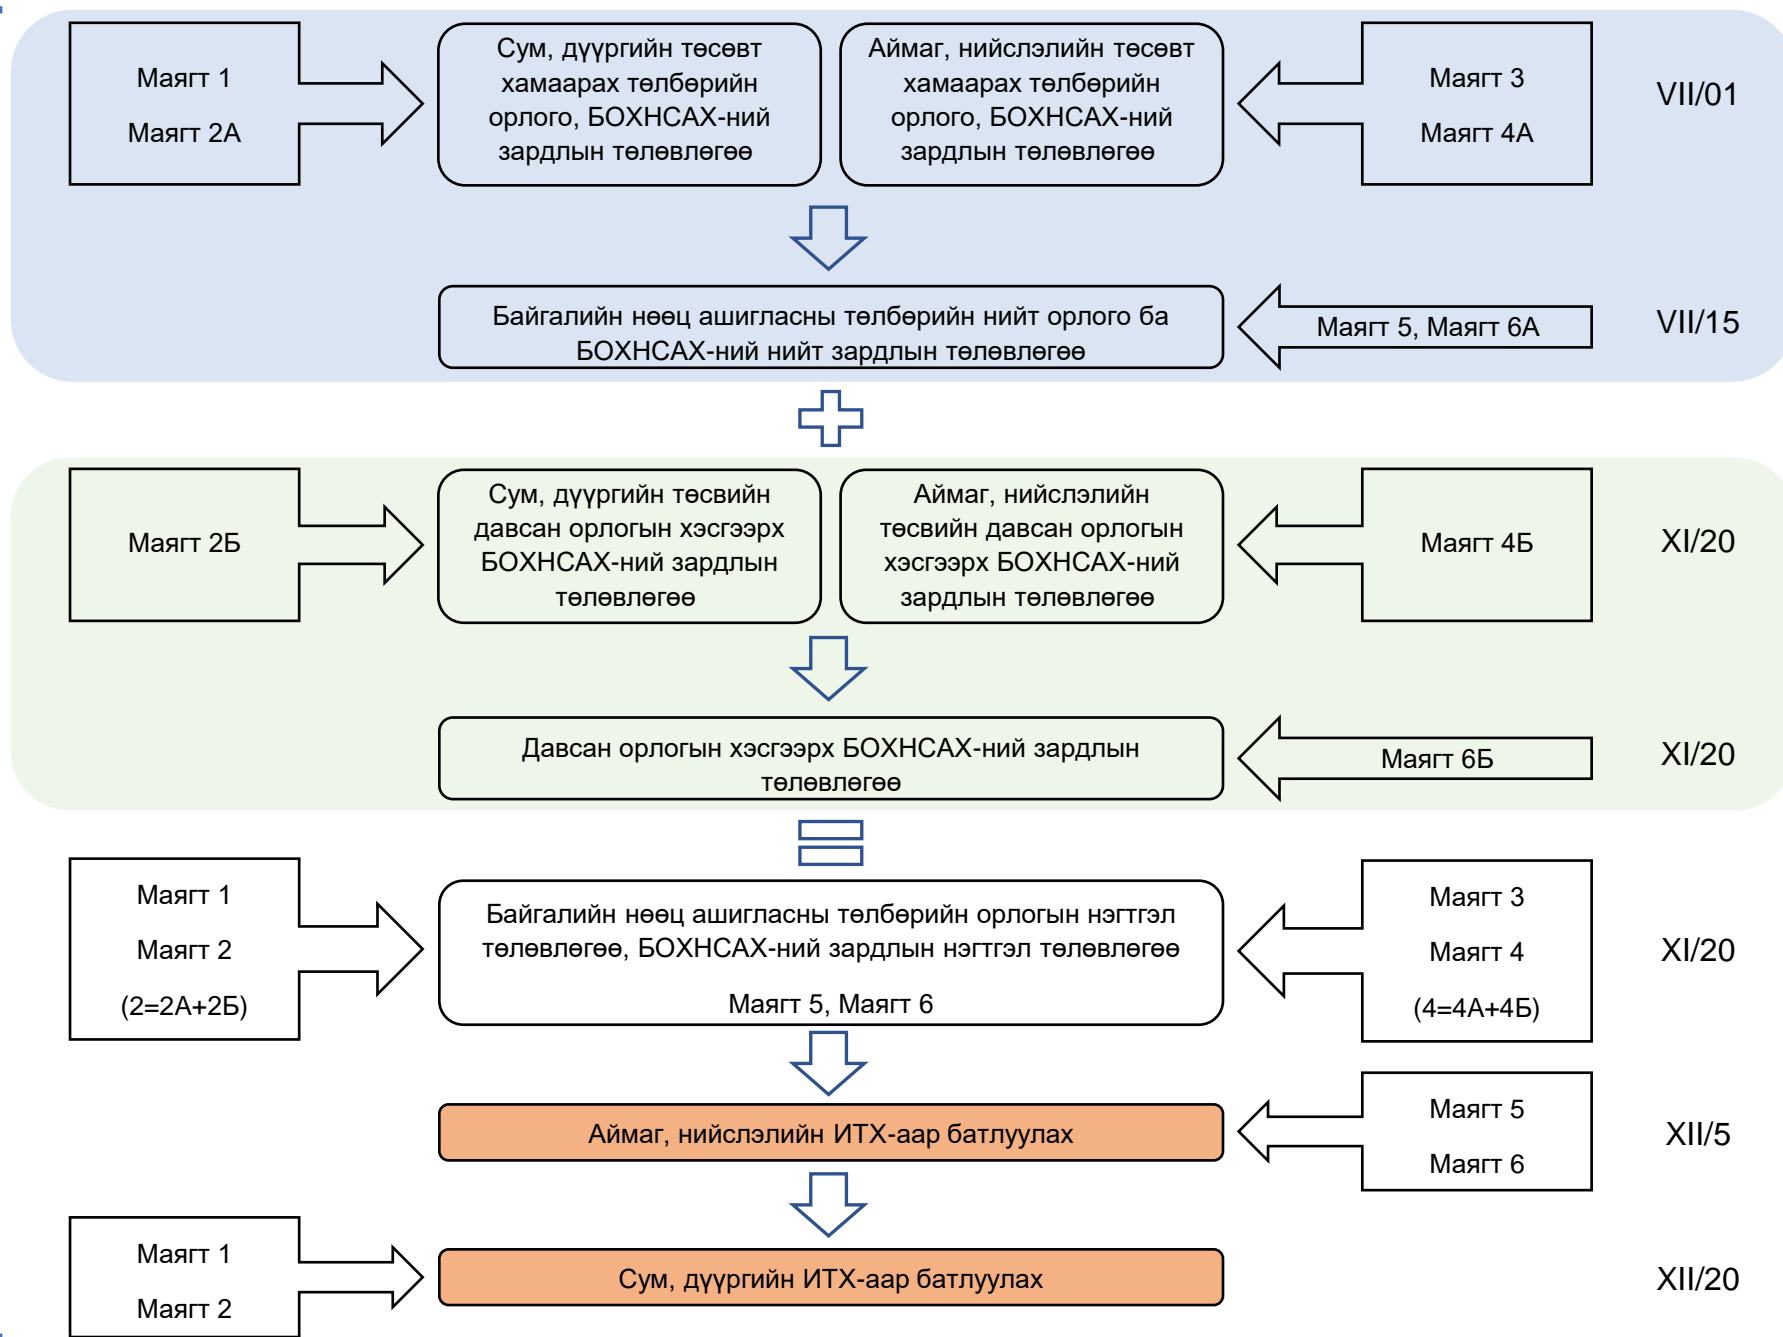 Маягт 1
Маягт 2А
Сум, дүүргийн төсөвт
хамаарах төлбөрийн
орлого, БОХНСАХ-ний
зардлын төлөвлөгөө
Аймаг, нийслэлийн төсөвт
хамаарах төлбөрийн
орлого, БОХНСАХ-ний
зардлын төлөвлөгөө
Маягт 3
Маягт 4А
VII/01
Байгалийн нөөц ашигласны төлбөрийн нийт орлого ба
БОХНСАХ-ний нийт зардлын төлөвлөгөө
Маягт 5, Маягт 6А
VII/15
Маягт 2Б
Сум, дүүргийн төсвийн
давсан орлогын хэсгээрх
БОХНСАХ-ний зардлын
төлөвлөгөө
Аймаг, нийслэлийн
төсвийн давсан орлогын
хэсгээрх БОХНСАХ-ний
зардлын төлөвлөгөө
Маягт 4Б
XI/20
Давсан орлогын хэсгээрх БОХНСАХ-ний зардлын
төлөвлөгөө
Маягт 6Б
XI/20
Маягт 1
Маягт 2
(2=2А+2Б)
Байгалийн нөөц ашигласны төлбөрийн орлогын нэгтгэл
төлөвлөгөө, БОХНСАХ-ний зардлын нэгтгэл төлөвлөгөө
Маягт 5, Маягт 6
Маягт 3
Маягт 4
(4=4А+4Б)
XI/20
Аймаг, нийслэлийн ИТХ-аар батлуулах
Маягт 5
Маягт 6
XII/5
Маягт 1
Маягт 2
Сум, дүүргийн ИТХ-аар батлуулах
XII/20